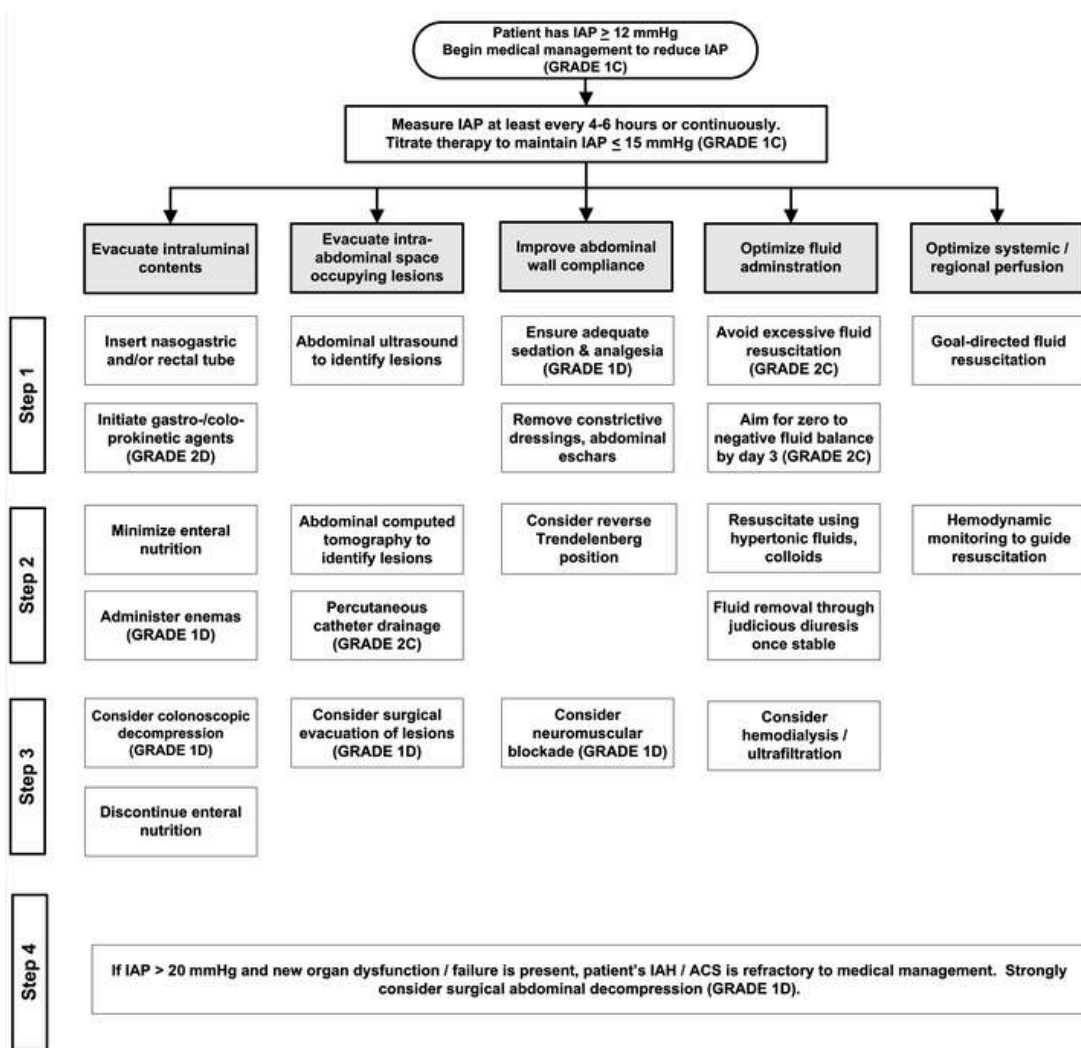 Patient has IAP ≥ 12 mmHg
Begin medical management to reduce IAP
(GRADE 1C)
Measure IAP at least every 4-6 hours or continuously.
Titrate therapy to maintain IAP ≤ 15 mmHg (GRADE 1C)
Evacuate intraluminal
contents
Evacuate intra-
abdominal space
occupying lesions
Improve abdominal
wall compliance
Optimize fluid
adminstration
Optimize systemic /
regional perfusion
Step 1
Insert nasogastric
and/or rectal tube
Abdominal ultrasound
to identify lesions
Ensure adequate
sedation & analgesia
(GRADE 1D)
Avoid excessive fluid
resuscitation
(GRADE 2C)
Goal-directed fluid
resuscitation
Initiate gastro-/colo-
prokinetic agents
(GRADE 2D)
Remove constrictive
dressings, abdominal
eschars
Aim for zero to
negative fluid balance
by day 3 (GRADE 2C)
Step 2
Minimize enteral
nutrition
Abdominal computed
tomography to
identify lesions
Consider reverse
Trendelenberg
position
Resuscitate using
hypertonic fluids,
colloids
Hemodynamic
monitoring to guide
resuscitation
Administer enemas
(GRADE 1D)
Percutaneous
catheter drainage
(GRADE 2C)
Fluid removal through
judicious diuresis
once stable
Step 3
Consider colonoscopic
decompression
(GRADE 1D)
Consider surgical
evacuation of lesions
(GRADE 1D)
Consider
neuromuscular
blockade (GRADE 1D)
Consider
hemodialysis /
ultrafiltration
Discontinue enteral
nutrition
Step 4
If IAP > 20 mmHg and new organ dysfunction / failure is present, patient's IAH / ACS is refractory to medical management. Strongly
consider surgical abdominal decompression (GRADE 1D).